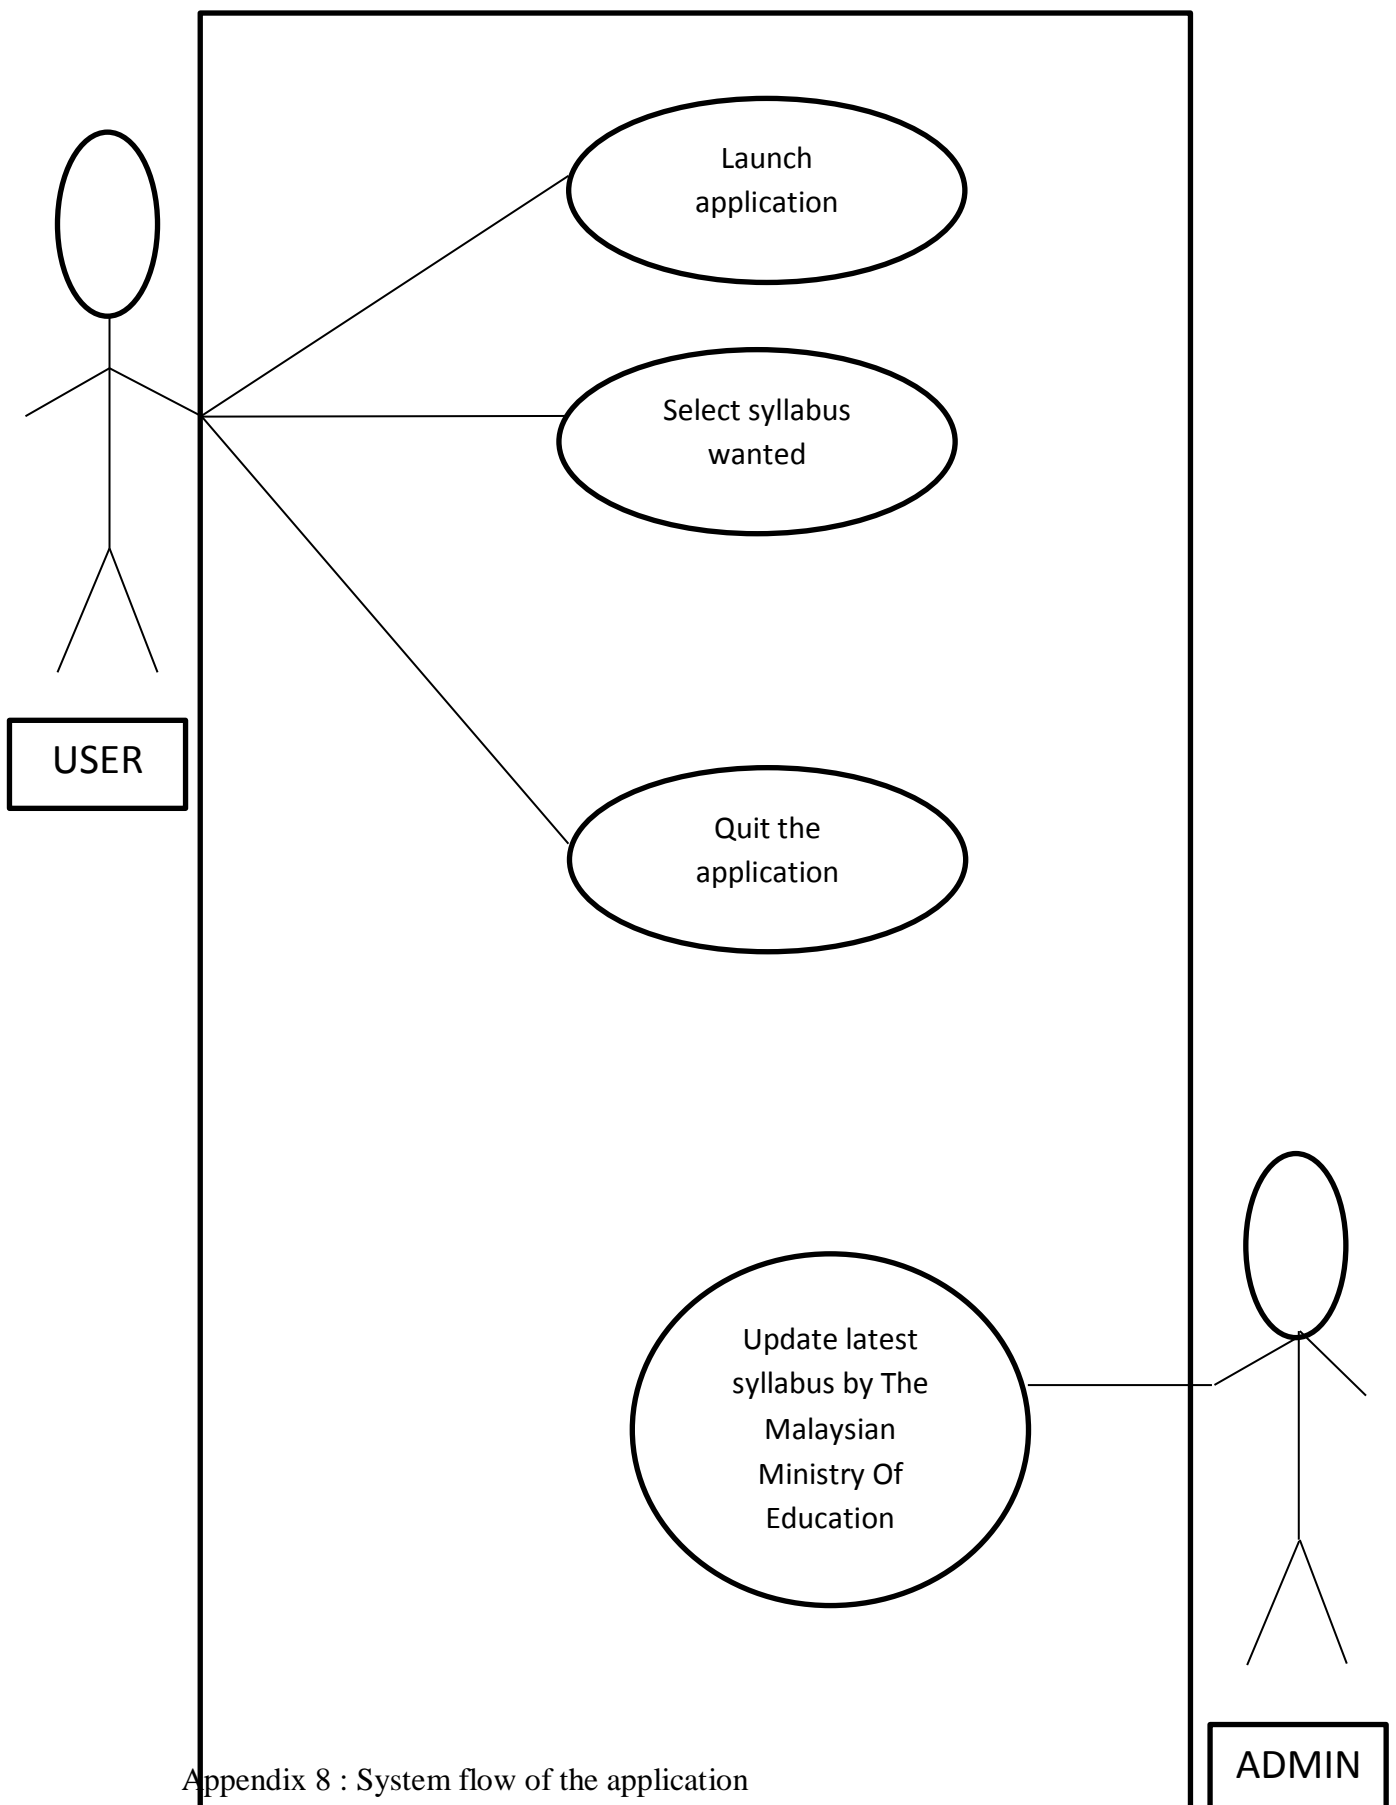 Launch
application
Select syllabus
wanted
USER
Quit the
application
Update latest
syllabus by The
Malaysian
Ministry Of
Education
ADMIN
Appendix 8 : System flow of the application